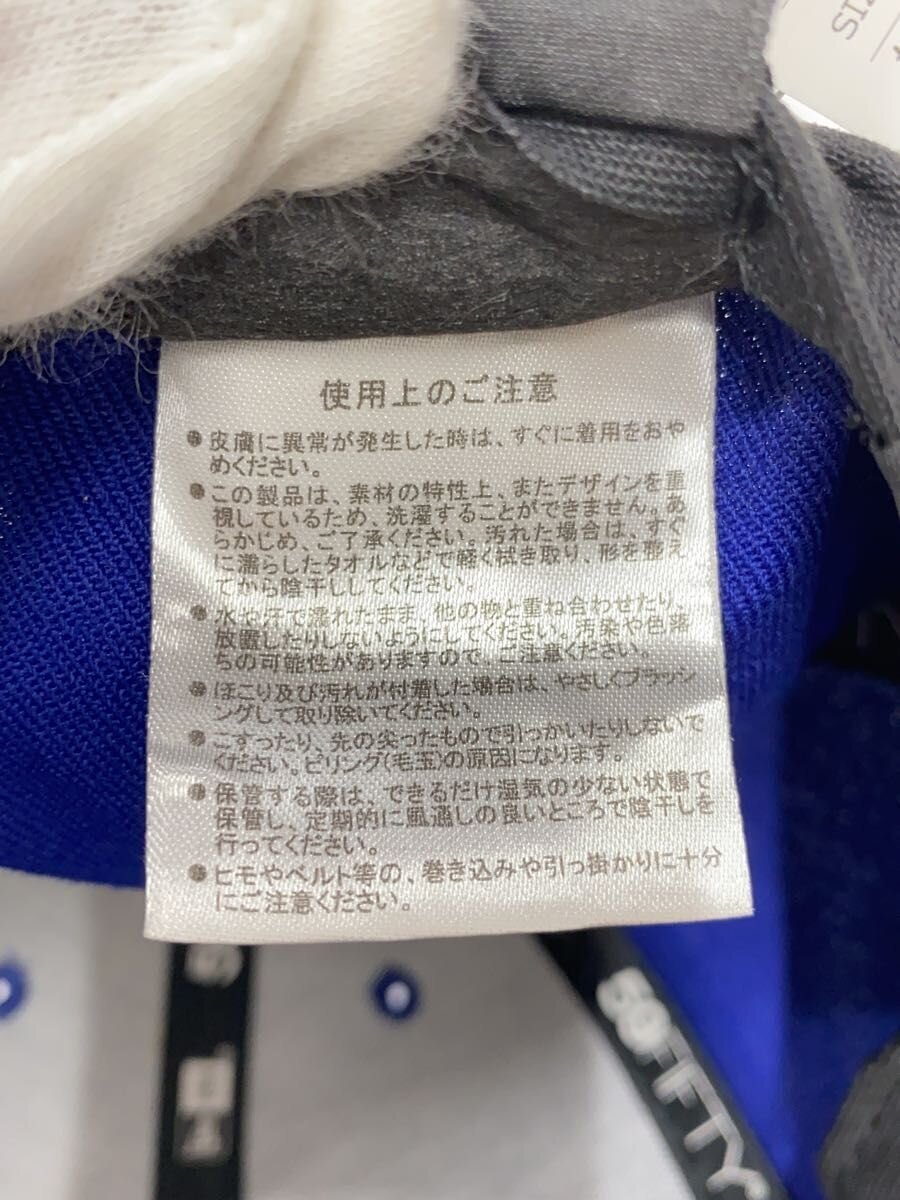 SIZ
使用上のご注意
●皮膚に異常が発生した時は、すぐに着用をおや
めください。
●この製品は、素材の特性上、またデザインを重
視しているため、洗濯することができません。あ
らかじめ、ご了承ください。汚れた場合は、すぐ
に濡らしたタオルなどで軽く拭き取り、形を整え
てから陰干ししてください。
●水や汗で濡れたまま、他の物と重ね合わせたり、
放置したりしないようにしてください。汚染や色落
ちの可能性がありますので、ご注意ください。
●ほこり及び汚れが付着した場合は、やさしくブラッシ
ングして取り除いてください。
●こすったり、先の尖ったもので引っかいたりしないで
ください。ピリング(毛玉)の原因になります。
●保管する際は、できるだけ湿気の少ない状態で
保管し、定期的に風通しの良いところで陰干しを
行ってください。
●ヒモやベルト等の、巻き込みや引っ掛かりに十分
にご注意ください。
59FIFTY